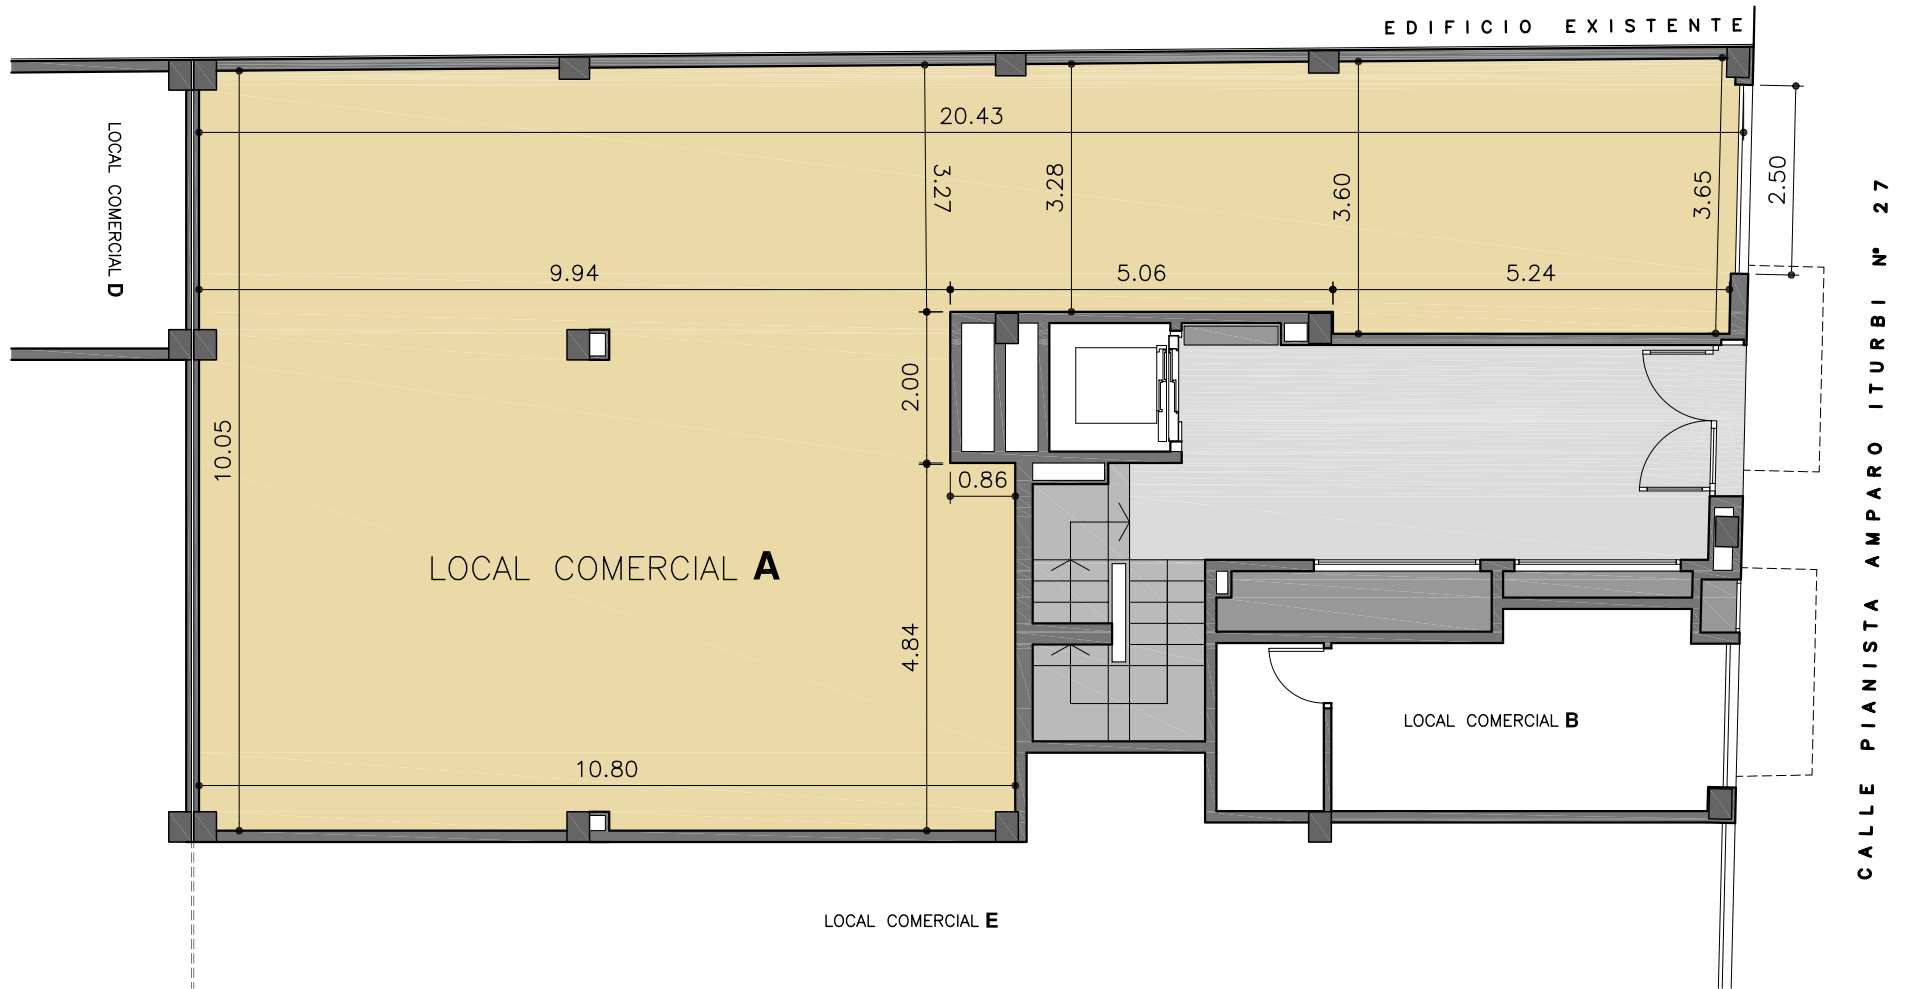 EDIFICIO EXISTENTE
20.43
LOCAL COMERCIAL D
3.27
3.28
3.60
3.65
2.50
9.94
5.06
5.24
CALLE PIANISTA AMPARO ITURBI Nº 27
2.00
10.05
0.86
LOCAL COMERCIAL A
4.84
LOCAL COMERCIAL B
10.80
LOCAL COMERCIAL E